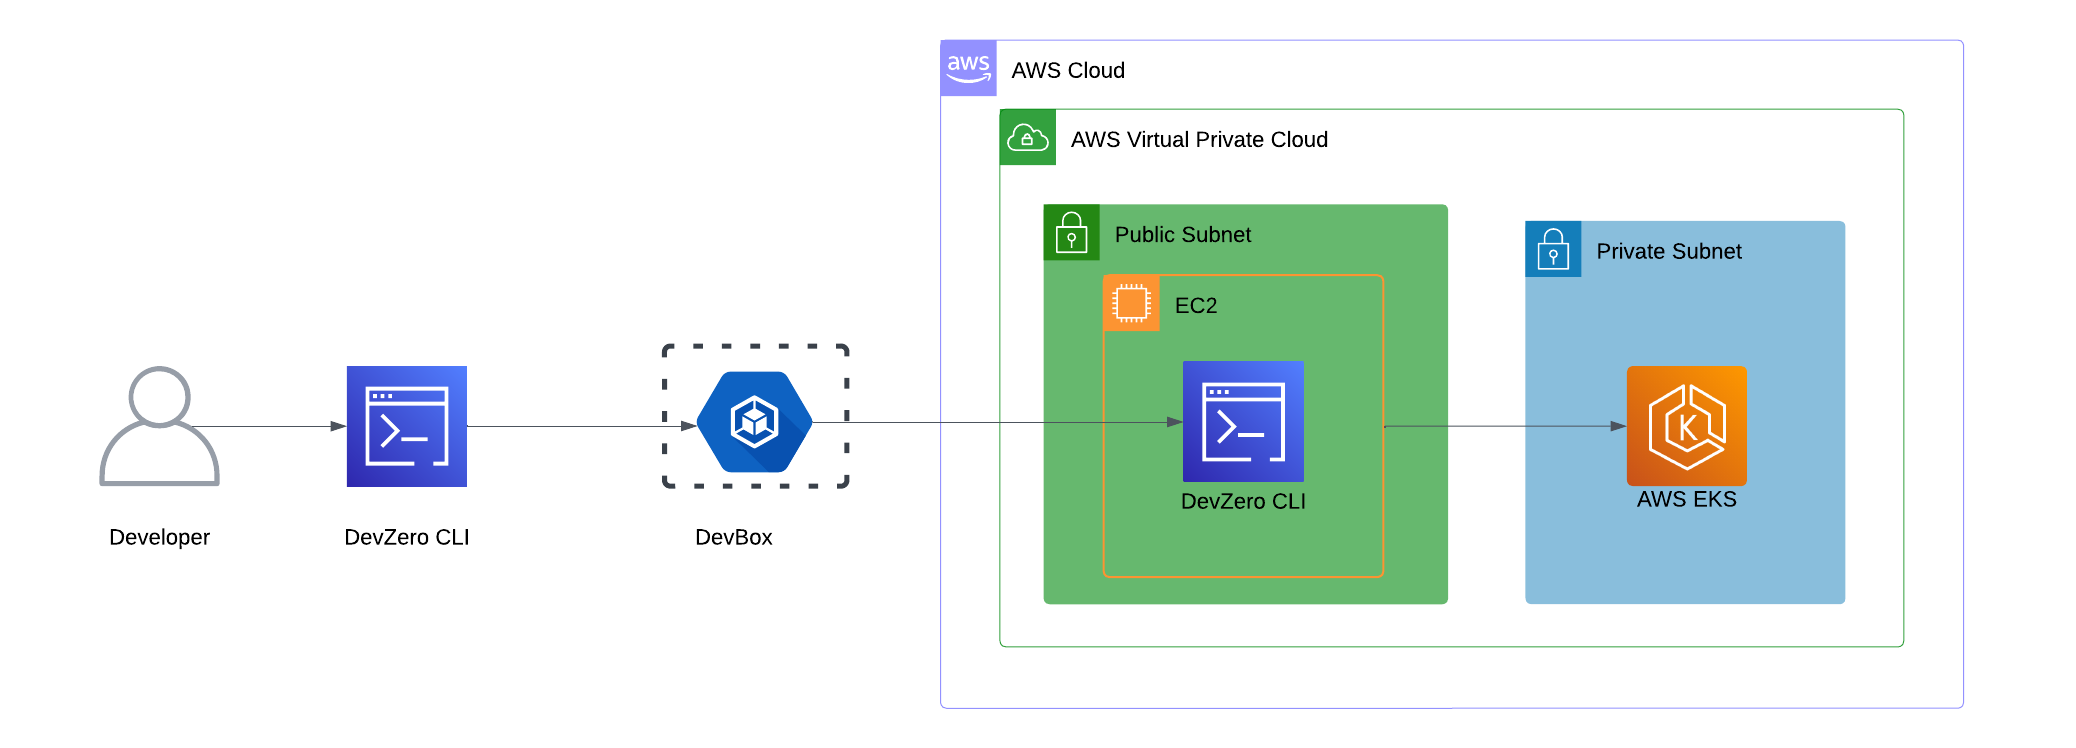 aws
AWS Cloud
AWS Virtual Private Cloud
Public Subnet
Private Subnet
EC2
K
DevZero CLI
AWS EKS
Developer
DevZero CLI
DevBox